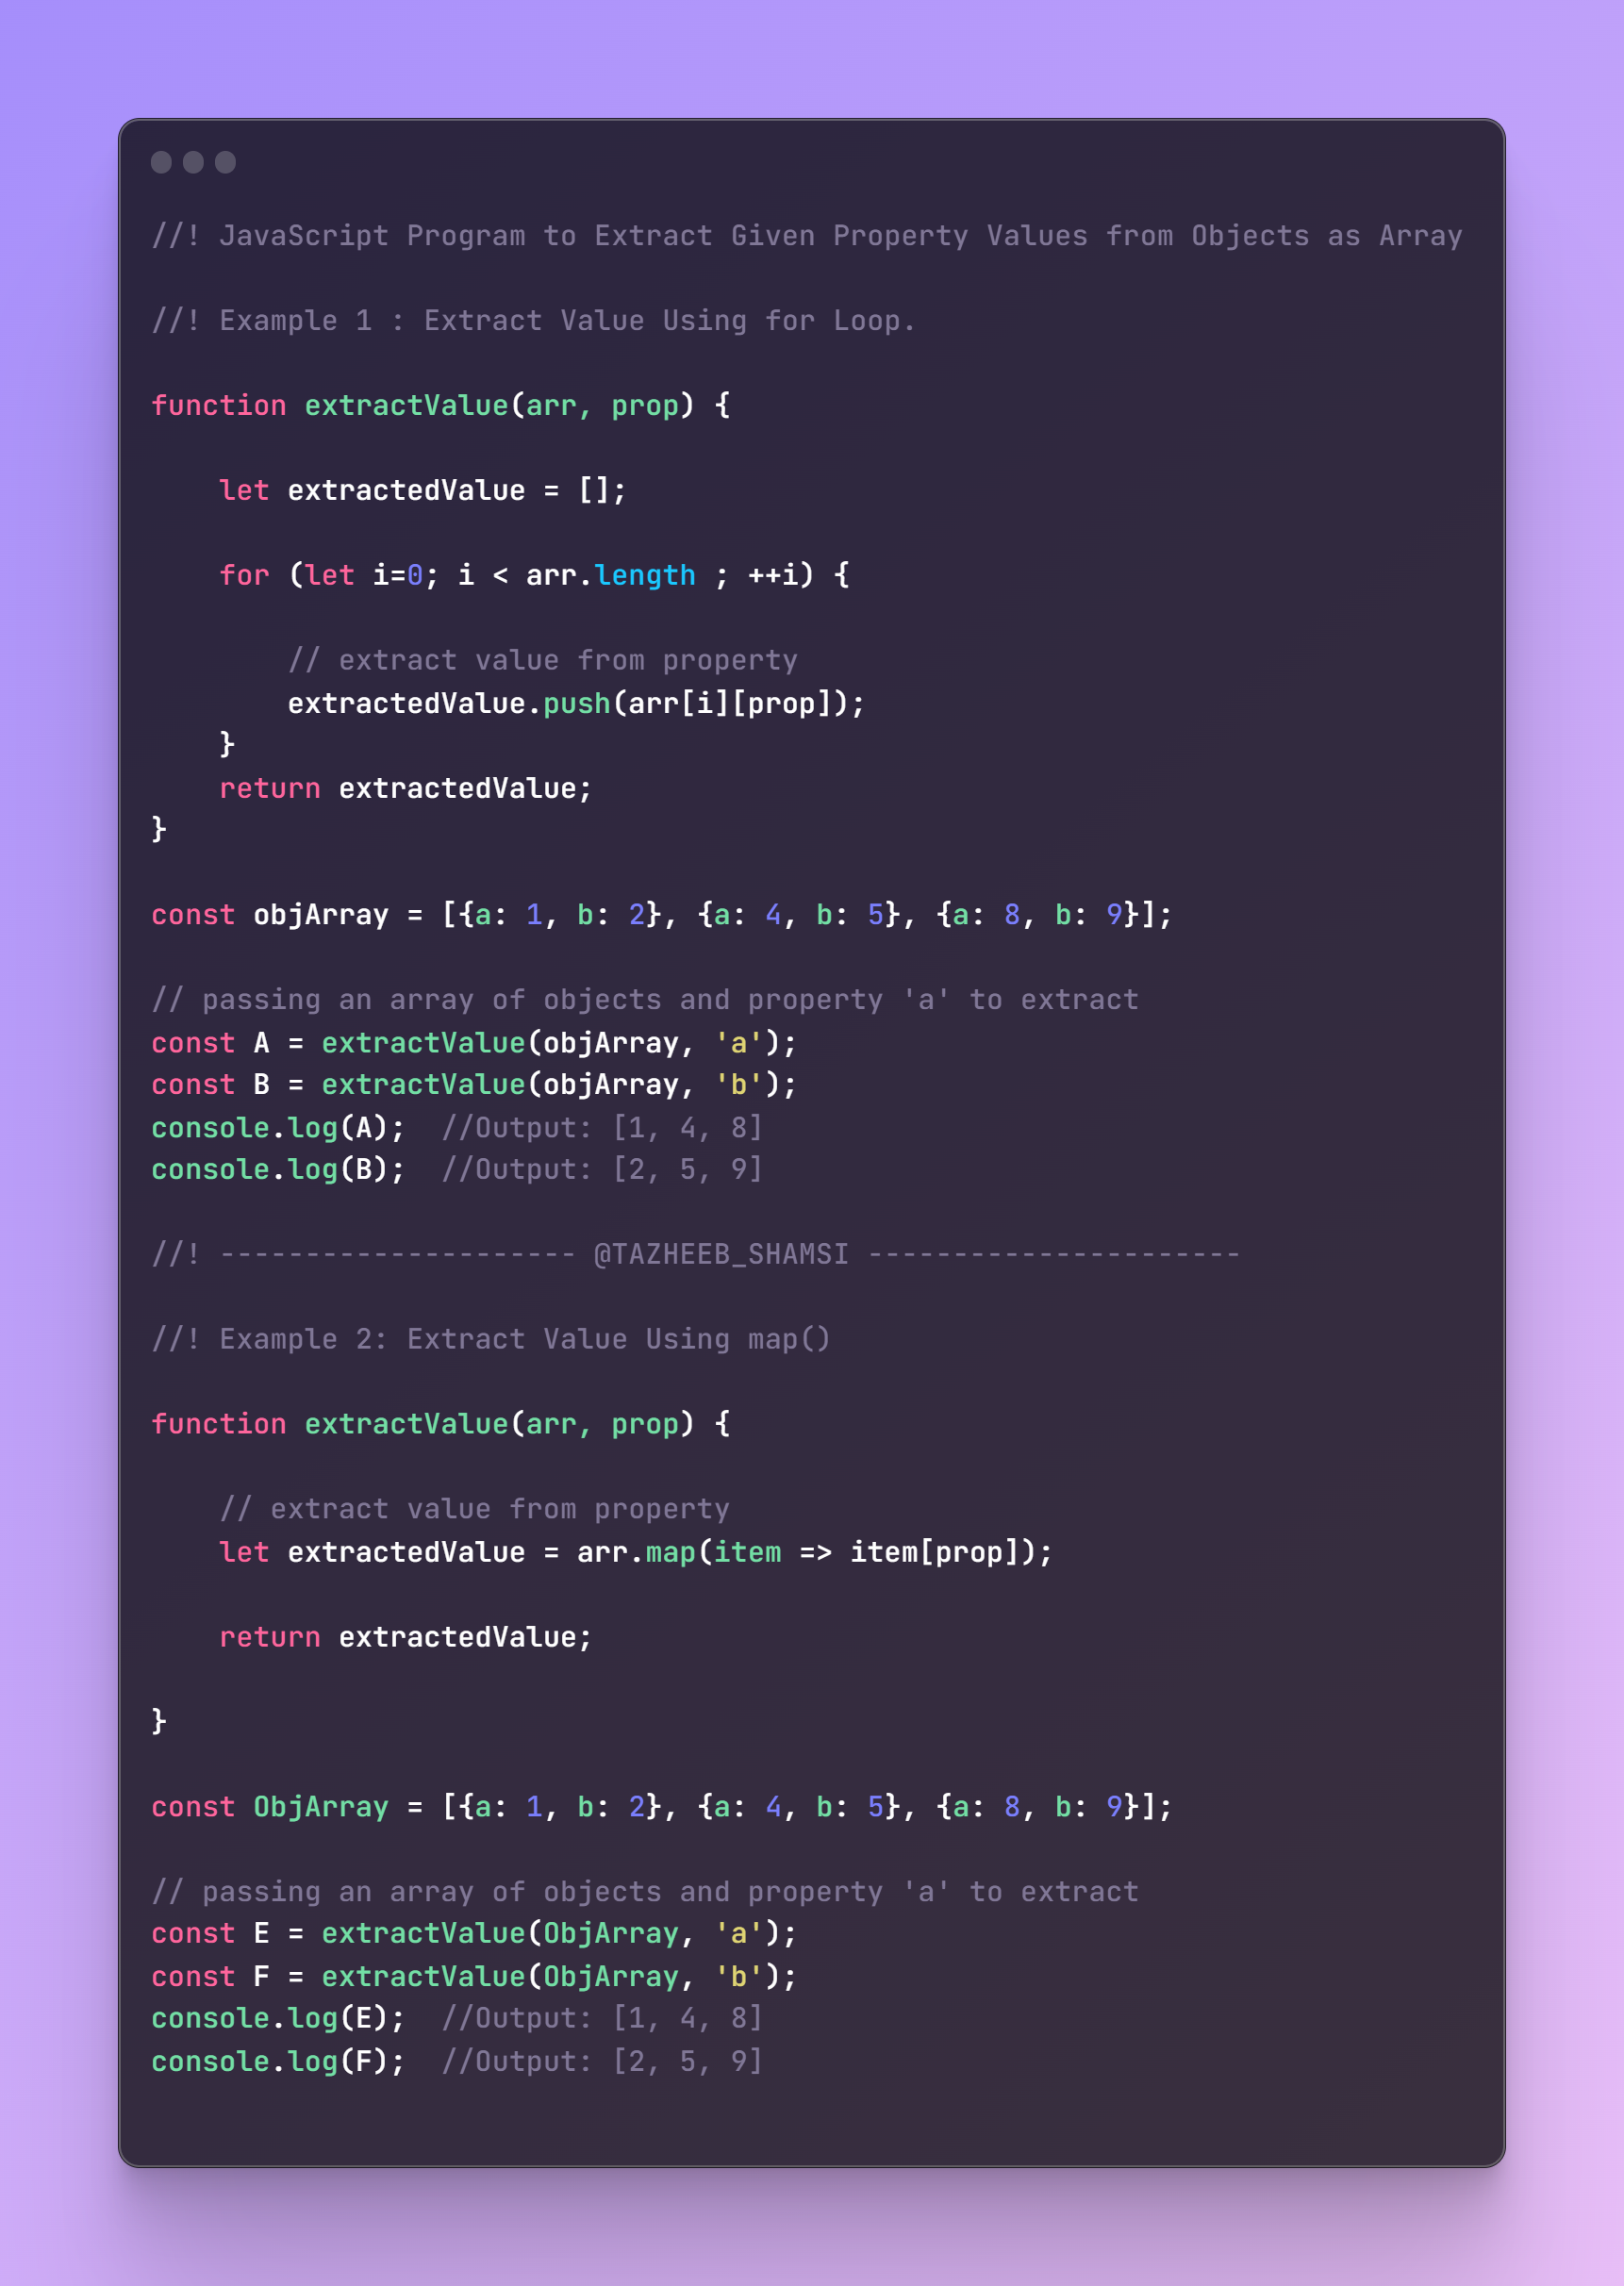 //! JavaScript Program to Extract Given Property Values from Objects as Array
//! Example 1 : Extract Value Using for Loop.
function extractValue(arr, prop) {
    let extractedValue = [];
    for (let i=0; i < arr.length ; ++i) {
        // extract value from property
        extractedValue.push(arr[i][prop]);
    }
    return extractedValue;
}
const objArray = [{a: 1, b: 2}, {a: 4, b: 5}, {a: 8, b: 9}];
// passing an array of objects and property 'a' to extract
const A = extractValue(objArray, 'a');
const B = extractValue(objArray, 'b');
console.log(A);  //Output: [1, 4, 8]
console.log(B);  //Output: [2, 5, 9]
//! --------------------- @TAZHEEB_SHAMSI ----------------------
//! Example 2: Extract Value Using map()
function extractValue(arr, prop) {
    // extract value from property
    let extractedValue = arr.map(item => item[prop]);
    return extractedValue;
}
const ObjArray = [{a: 1, b: 2}, {a: 4, b: 5}, {a: 8, b: 9}];
// passing an array of objects and property 'a' to extract
const E = extractValue(ObjArray, 'a');
const F = extractValue(ObjArray, 'b');
console.log(E);  //Output: [1, 4, 8]
console.log(F);  //Output: [2, 5, 9]